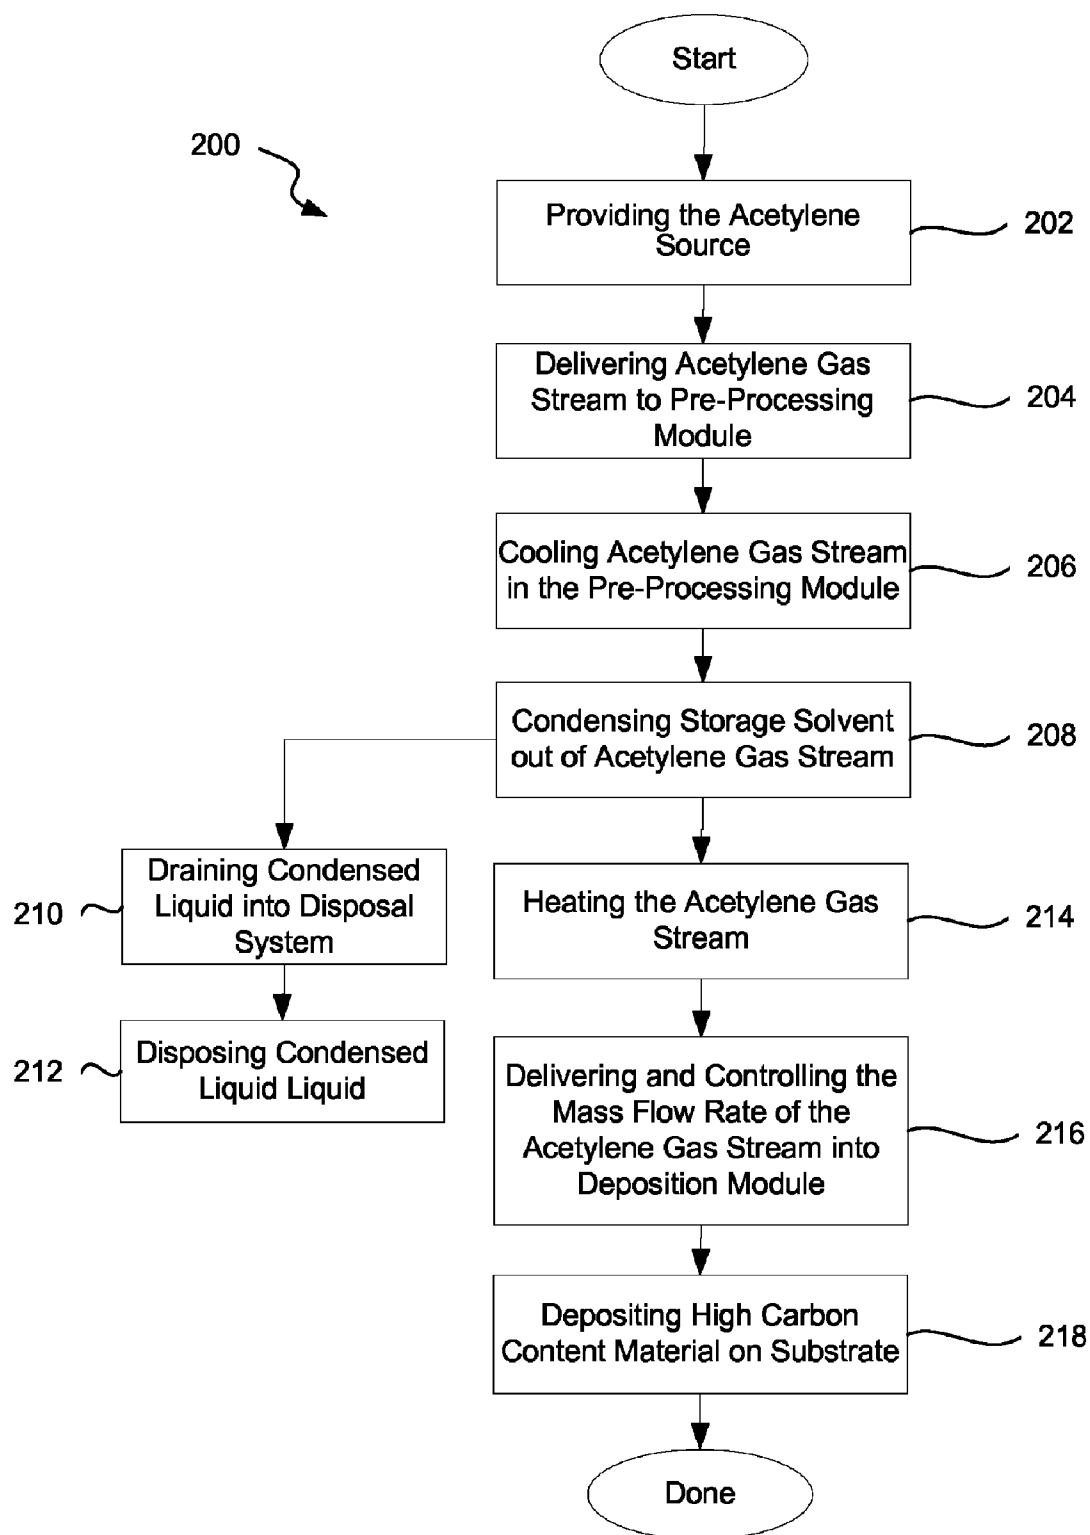 Start
200
Providing the Acetylene
Source
202
Delivering Acetylene Gas
Stream to Pre-Processing
Module
204
Cooling Acetylene Gas Stream
in the Pre-Processing Module
206
Condensing Storage Solvent
out of Acetylene Gas Stream
208
Draining Condensed
Liquid into Disposal
System
210
Disposing Condensed
Liquid Liquid
212
Heating the Acetylene Gas
Stream
214
Delivering and Controlling the
Mass Flow Rate of the
Acetylene Gas Stream into
Deposition Module
216
Depositing High Carbon
Content Material on Substrate
218
Done